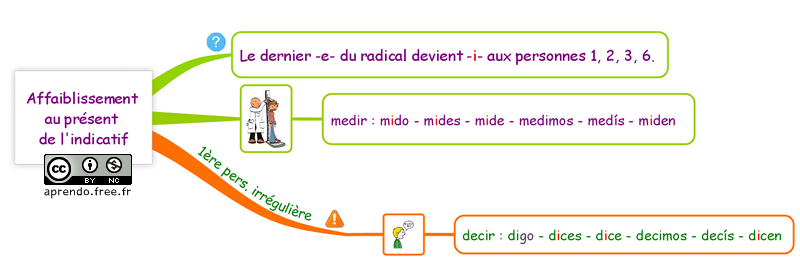 ?
Le dernier -e- du radical devient -i- aux personnes 1, 2, 3, 6.
Affaiblissement
au présent
de l'indicatif
medir : mido - mides - mide - medimos - medís - miden
cc BY NC
aprendo.free.fr
1ère pers. irrégulière
!
decir : digo - dices - dice - decimos - decís - dicen